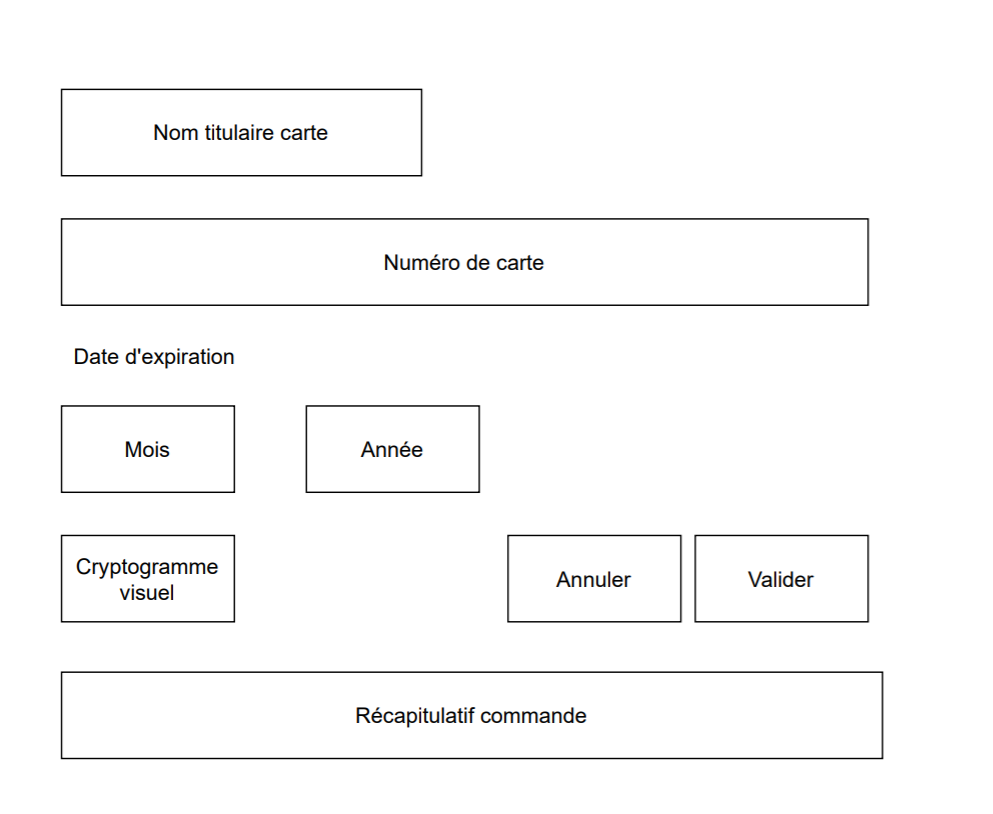 Nom titulaire carte
Numéro de carte
Date d'expiration
Mois
Année
Cryptogramme
visuel
Annuler
Valider
Récapitulatif commande